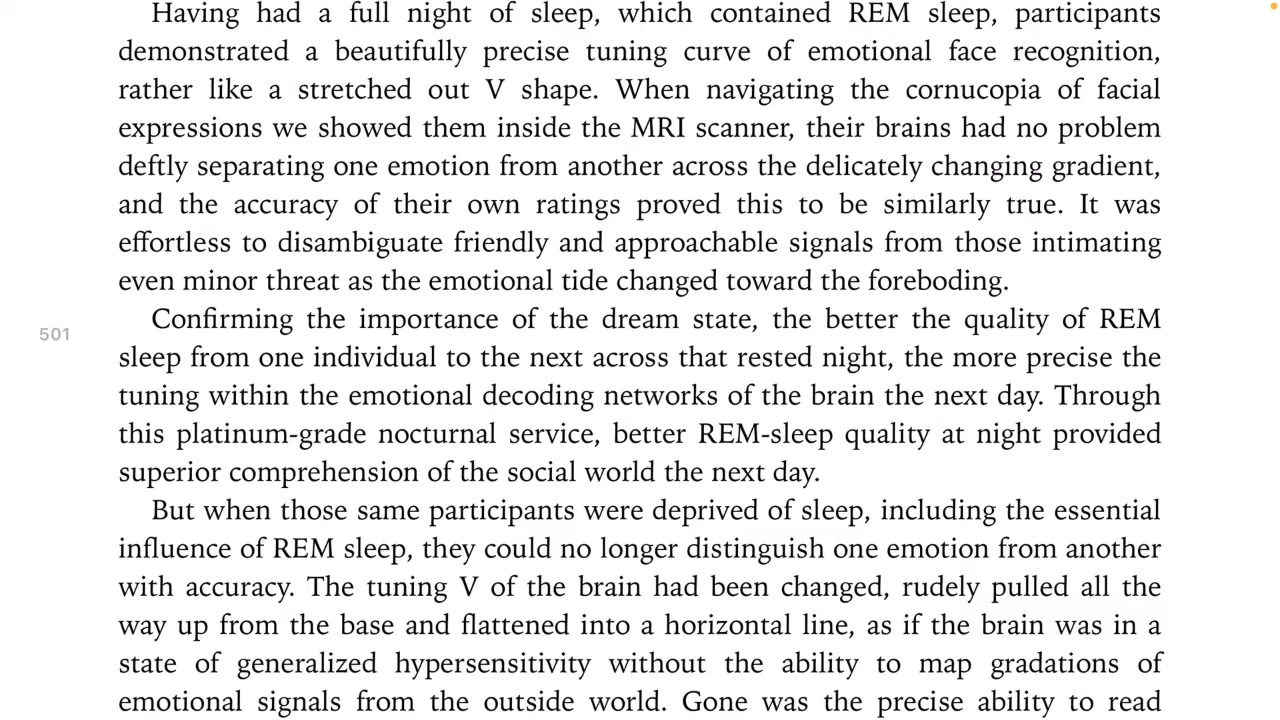 Having had a full night of sleep, which contained REM sleep, participants
demonstrated a beautifully precise tuning curve of emotional face recognition,
rather like a stretched out V shape. When navigating the cornucopia of facial
expressions we showed them inside the MRI scanner, their brains had no problem
deftly separating one emotion from another across the delicately changing gradient,
and the accuracy of their own ratings proved this to be similarly true. It was
effortless to disambiguate friendly and approachable signals from those intimating
even minor threat as the emotional tide changed toward the foreboding.
Confirming the importance of the dream state, the better the quality of REM
501
sleep from one individual to the next across that rested night, the more precise the
tuning within the emotional decoding networks of the brain the next day. Through
this platinum-grade nocturnal service, better REM-sleep quality at night provided
superior comprehension of the social world the next day.
But when those same participants were deprived of sleep, including the essential
influence of REM sleep, they could no longer distinguish one emotion from another
with accuracy. The tuning V of the brain had been changed, rudely pulled all the
way up from the base and flattened into a horizontal line, as if the brain was in a
state of generalized hypersensitivity without the ability to map gradations of
emotional signals from the outside world. Gone was the precise ability to read